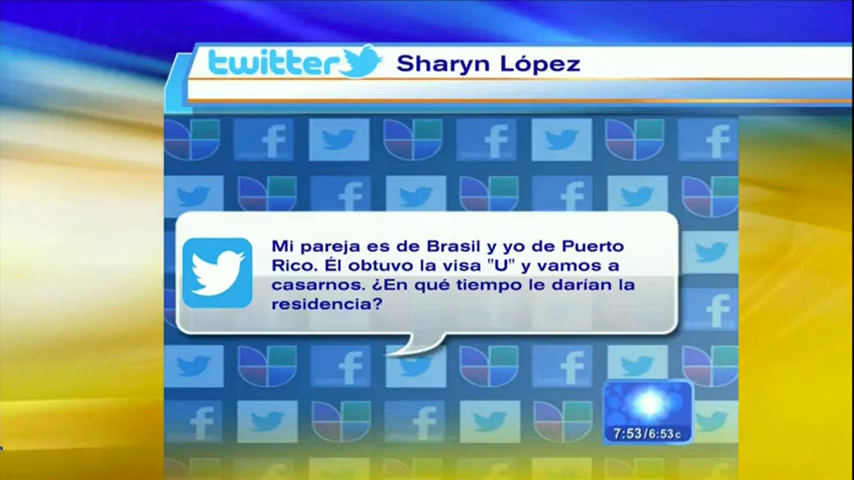 twitter Sharyn López
Mi pareja es de Brasil y yo de Puerto
Rico. Él obtuvo la visa "U" y vamos a
casarnos. ¿En qué tiempo le darían la
residencia?
7:53/6:53c